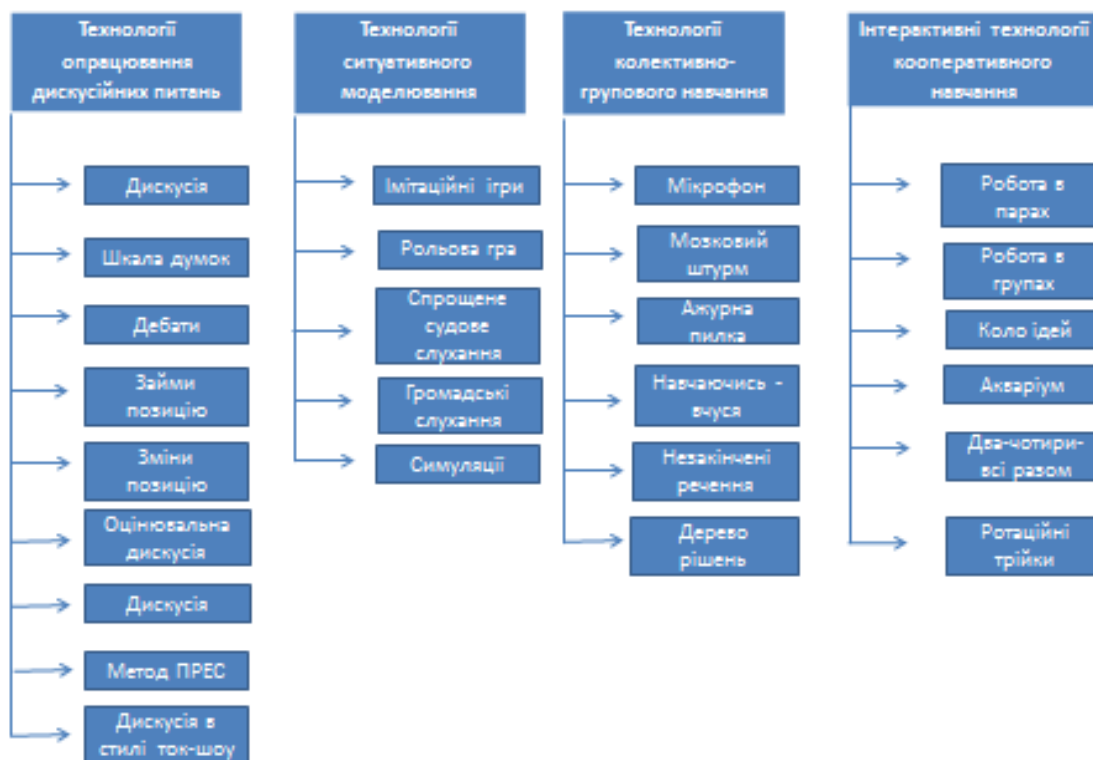 Технології
опрацювання
дискусійних питань
Дискусія
Шкала думок
Дебати
Займи
позицію
Зміни
позицію
Оцінювальна
дискусія
Дискусія
Метод ПРЕС
Дискусія в
стилі ток-шоу
Технології
ситуативного
моделювання
Імітаційні ігри
Рольова гра
Спрощене
судове
слухання
Громадські
слухання
Симуляції
Технології
колективно-
групового навчання
Мікрофон
Мозковий
штурм
Ажурна
пилка
Навчаючись -
вчуся
Незакінчені
речення
Дерево
рішень
Інтерактивні технології
кооперативного
навчання
Робота в
парах
Робота в
групах
Коло ідей
Акваріум
Два-чотири-
всі разом
Ротаційні
трійки